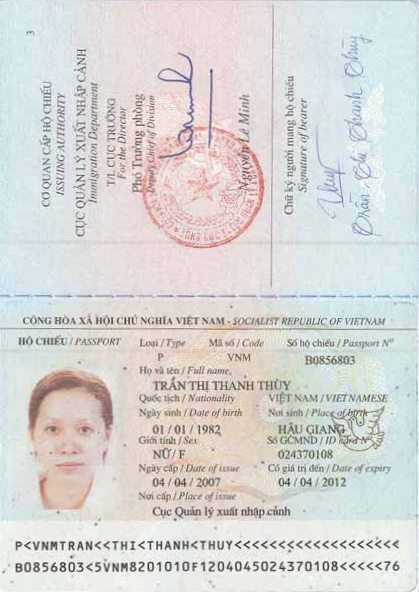 3
CƠ QUAN CẤP HỘ CHIẾU
ISSUING AUTHORITY
CỤC QUẢN LÝ XUẤT NHẬP CẢNH
Immigration Department
T/L CỤC TRƯỞNG
For the Director
Phó Trưởng phòng
Deputy Chief of Division
Nguyễn Lê Minh
Chữ ký người mang hộ chiếu
Signature of bearer
Thuy
Trần Thị Thanh Thùy
CỘNG HÒA XÃ HỘI CHỦ NGHĨA VIỆT NAM - SOCIALIST REPUBLIC OF VIETNAM
HỘ CHIẾU / PASSPORT Loại / Type Mã số / Code Số hộ chiếu / Passport Nº
P VNM B0856803
Họ và tên / Full name,
TRẦN THỊ THANH THÙY
Quốc tịch / Nationality VIỆT NAM / VIETNAMESE
Ngày sinh / Date of birth Nơi sinh / Place of birth
01 / 01 / 1982 HẬU GIANG
Giới tính / Sex Số GCMND / ID card Nº
NỮ / F 024370108
Ngày cấp / Date of issue Có giá trị đến / Date of expiry
04 / 04 / 2007 04 / 04 / 2012
Nơi cấp / Place of issue
Cục Quản lý xuất nhập cảnh
P<VNMTRAN<<THI<THANH<THUY<<<<<<<<<<<<<<<<<<<
B0856803<5VNM8201010F1204045024370108<<<<<76